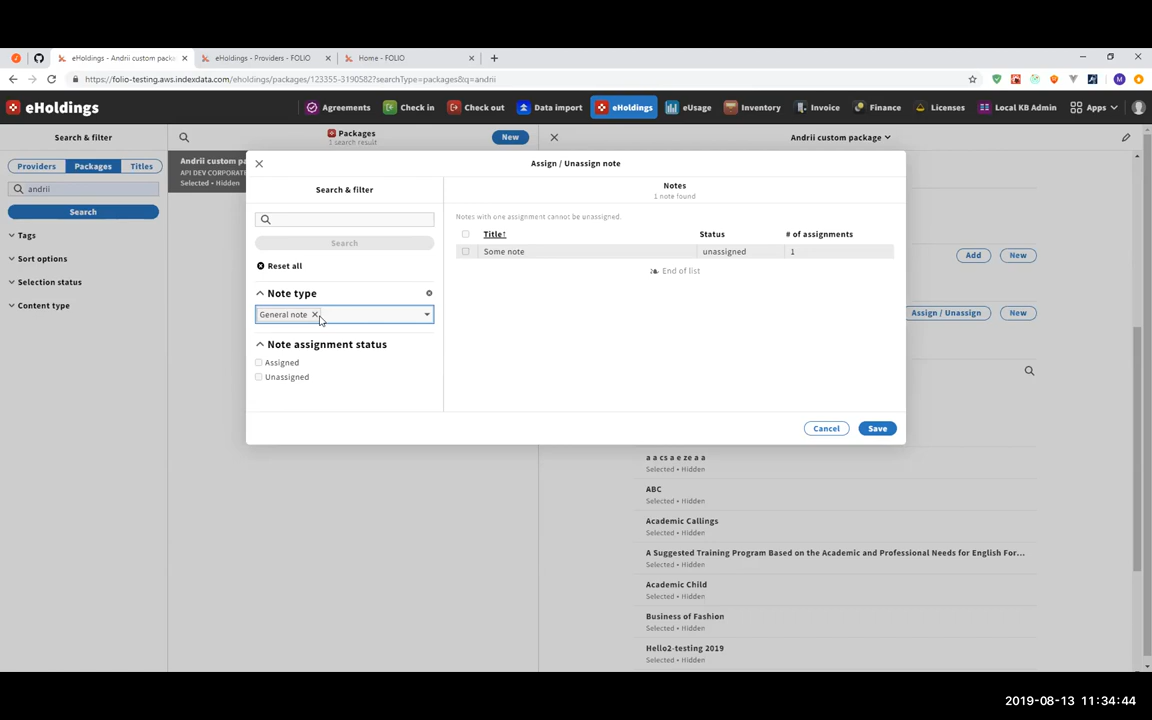 eHoldings - Andrii custom packa
eHoldings - Providers - FOLIO
Home - FOLIO
https://folio-testing.aws.indexdata.com/eholdings/packages/123355-3190582?searchType=packages&q=andrii
eHoldings
Agreements
Check in
Check out
Data import
eHoldings
eUsage
Inventory
Invoice
Finance
Licenses
Local KB Admin
Apps
Search & filter
Packages
1 search result
New
Andrii custom package
Providers
Packages
Titles
andrii
Search
Tags
Sort options
Selection status
Content type
Andrii custom pa
API DEV CORPORATE
Selected • Hidden
Assign / Unassign note
Search & filter
Search
Reset all
Note type
General note
Note assignment status
Assigned
Unassigned
Notes
1 note found
Notes with one assignment cannot be unassigned.
Title↑ Status # of assignments
Some note unassigned 1
End of list
Cancel
Save
Add
New
Assign / Unassign
New
a a cs a e ze a a
Selected • Hidden
ABC
Selected • Hidden
Academic Callings
Selected • Hidden
A Suggested Training Program Based on the Academic and Professional Needs for English For...
Selected • Hidden
Academic Child
Selected • Hidden
Business of Fashion
Selected • Hidden
Hello2-testing 2019
Selected • Hidden
2019-08-13 11:34:44